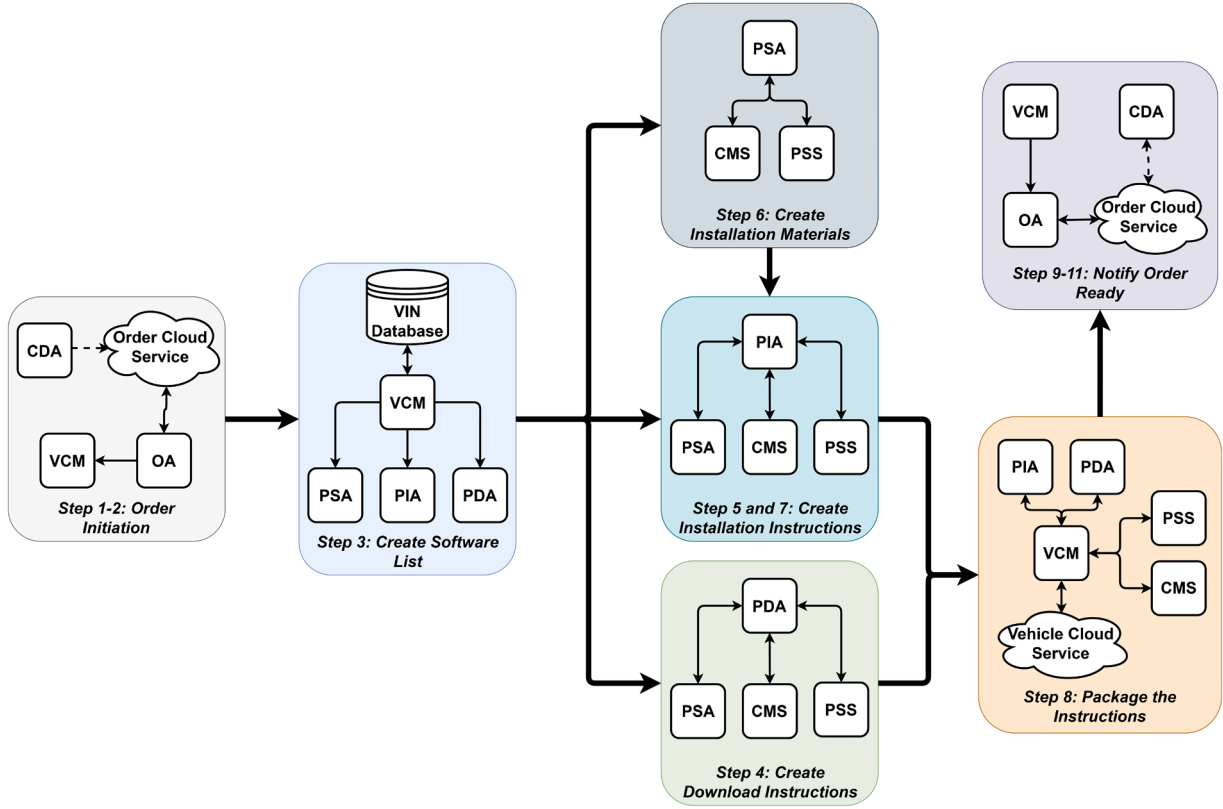 CDA
Order Cloud
Service
VCM
OA
Step 1-2: Order
Initiation
VIN
Database
VCM
PSA
PIA
PDA
Step 3: Create Software
List
PSA
CMS
PSS
Step 6: Create
Installation Materials
PIA
PSA
CMS
PSS
Step 5 and 7: Create
Installation Instructions
PDA
PSA
CMS
PSS
Step 4: Create
Download Instructions
VCM
CDA
OA
Order Cloud
Service
Step 9-11: Notify Order
Ready
PIA
PDA
PSS
VCM
CMS
Vehicle Cloud
Service
Step 8: Package the
Instructions